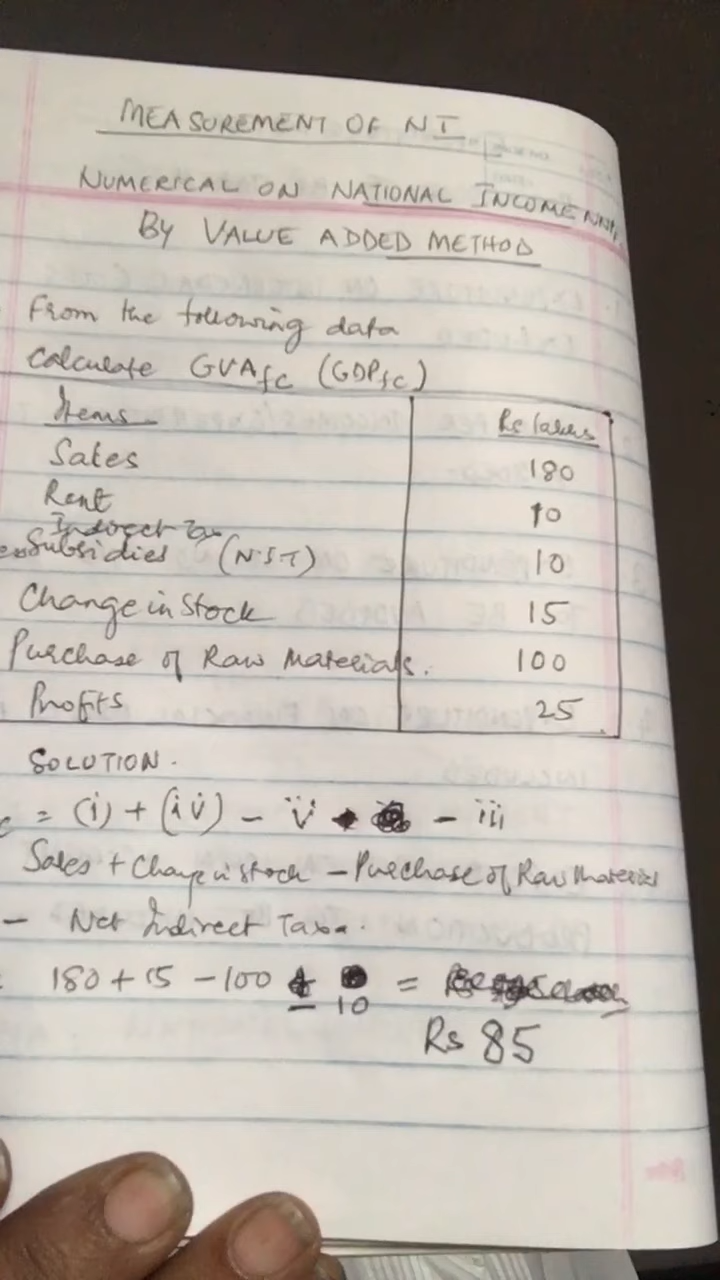 MEASUREMENT OF NI
NUMERICAL ON NATIONAL INCOME NNP
BY VALUE ADDED METHOD
From the following data
Calculate GVAfc (GDPfc)
Items Rs lakhs
Sales 180
Rent 10
Indirect Tax
Subsidies (NIT) 10
Change in Stock 15
Purchase of Raw Materials. 100
Profits 25
SOLUTION.
= (i) + (iv) - v - iii
Sales + Change in stock - Purchase of Raw Material
- Net Indirect Taxes.
180 + 15 - 100 - 10 =
Rs 85